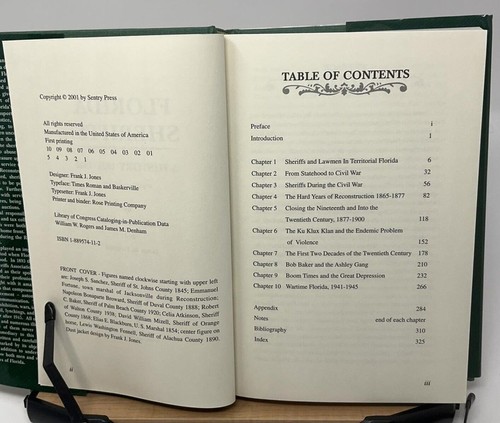 Copyright © 2001 by Sentry Press
All rights reserved
Manufactured in the United States of America
First printing
10 09 08 07 06 05 04 03 02 01
5 4 3 2 1
Designer: Frank J. Jones
Typeface: Times Roman and Baskerville
Typesetter: Frank J. Jones
Printer and binder: Rose Printing Company
Library of Congress Cataloging-in-Publication Data
William W. Rogers and James M. Denham
ISBN 1-889574-11-2
FRONT COVER - Figures named clockwise starting with upper left
are: Joseph S. Sanchez, Sheriff of St. Johns County 1845; Emmanuel
Fortune, town marshal of Jacksonville during Reconstruction;
Napoleon Bonaparte Broward, Sheriff of Duval County 1888; Robert
C. Baker, Sheriff of Palm Beach County 1920; Celia Atkinson, Sheriff
of Walton County 1939; David William Mizell, Sheriff of Orange
County 1868; Elias E. Blackburn, U.S. Marshal 1854; center figure on
horse, Lewis Washington Fennell, Sheriff of Alachua County 1890.
Dust jacket design by Frank J. Jones.
ii
TABLE OF CONTENTS
Preface i
Introduction 1
Chapter 1 Sheriffs and Lawmen In Territorial Florida 6
Chapter 2 From Statehood to Civil War 32
Chapter 3 Sheriffs During the Civil War 56
Chapter 4 The Hard Years of Reconstruction 1865-1877 82
Chapter 5 Closing the Nineteenth and Into the
Twentieth Century, 1877-1900 118
Chapter 6 The Ku Klux Klan and the Endemic Problem
of Violence 152
Chapter 7 The First Two Decades of the Twentieth Century 178
Chapter 8 Bob Baker and the Ashley Gang 210
Chapter 9 Boom Times and the Great Depression 232
Chapter 10 Wartime Florida, 1941-1945 266
Appendix 284
Notes end of each chapter
Bibliography 310
Index 325
iii